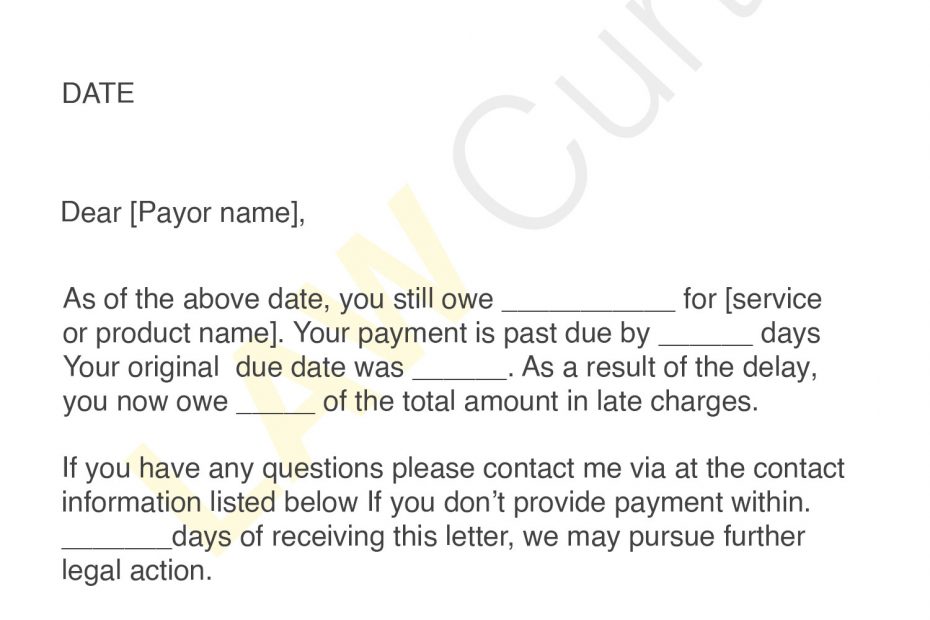 DATE
Dear [Payor name],
As of the above date, you still owe ___________ for [service
or product name]. Your payment is past due by ______ days
Your original  due date was ______. As a result of the delay,
you now owe _____ of the total amount in late charges.
If you have any questions please contact me via at the contact
information listed below If you don’t provide payment within.
_______days of receiving this letter, we may pursue further
legal action.
LAW Cur